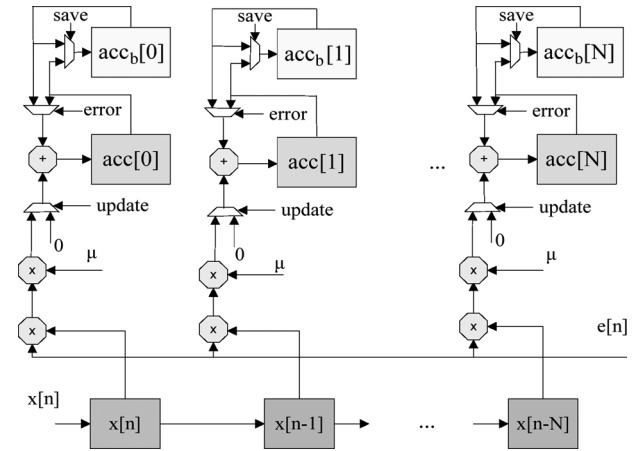 save
save
save
acc_b[0]
acc_b[1]
acc_b[N]
error
error
error
+
acc[0]
+
acc[1]
...
+
acc[N]
update
update
update
0
0
0
μ
μ
μ
x
x
x
x
x
x
e[n]
x[n]
x[n]
x[n-1]
...
x[n-N]